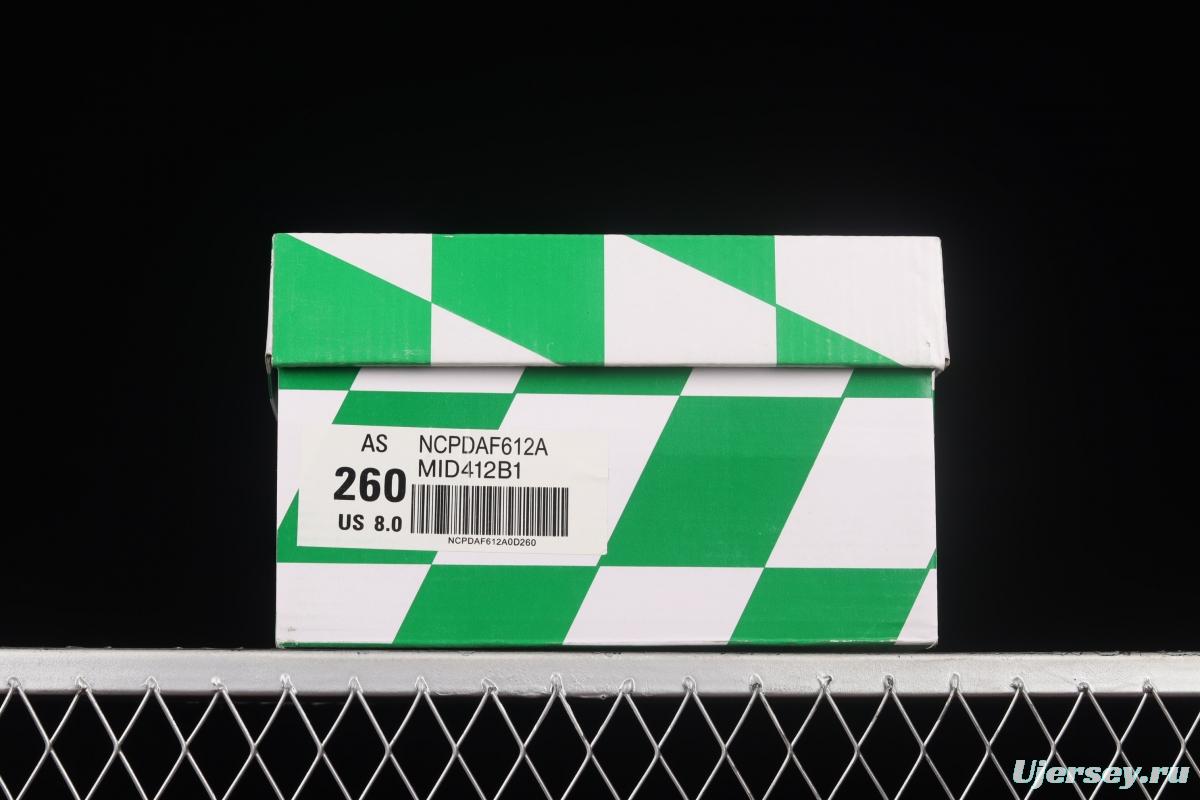 AS NCPDAF612A
260 MID412B1
US 8.0
NCPDAF612A0D260
Ujersey.ru